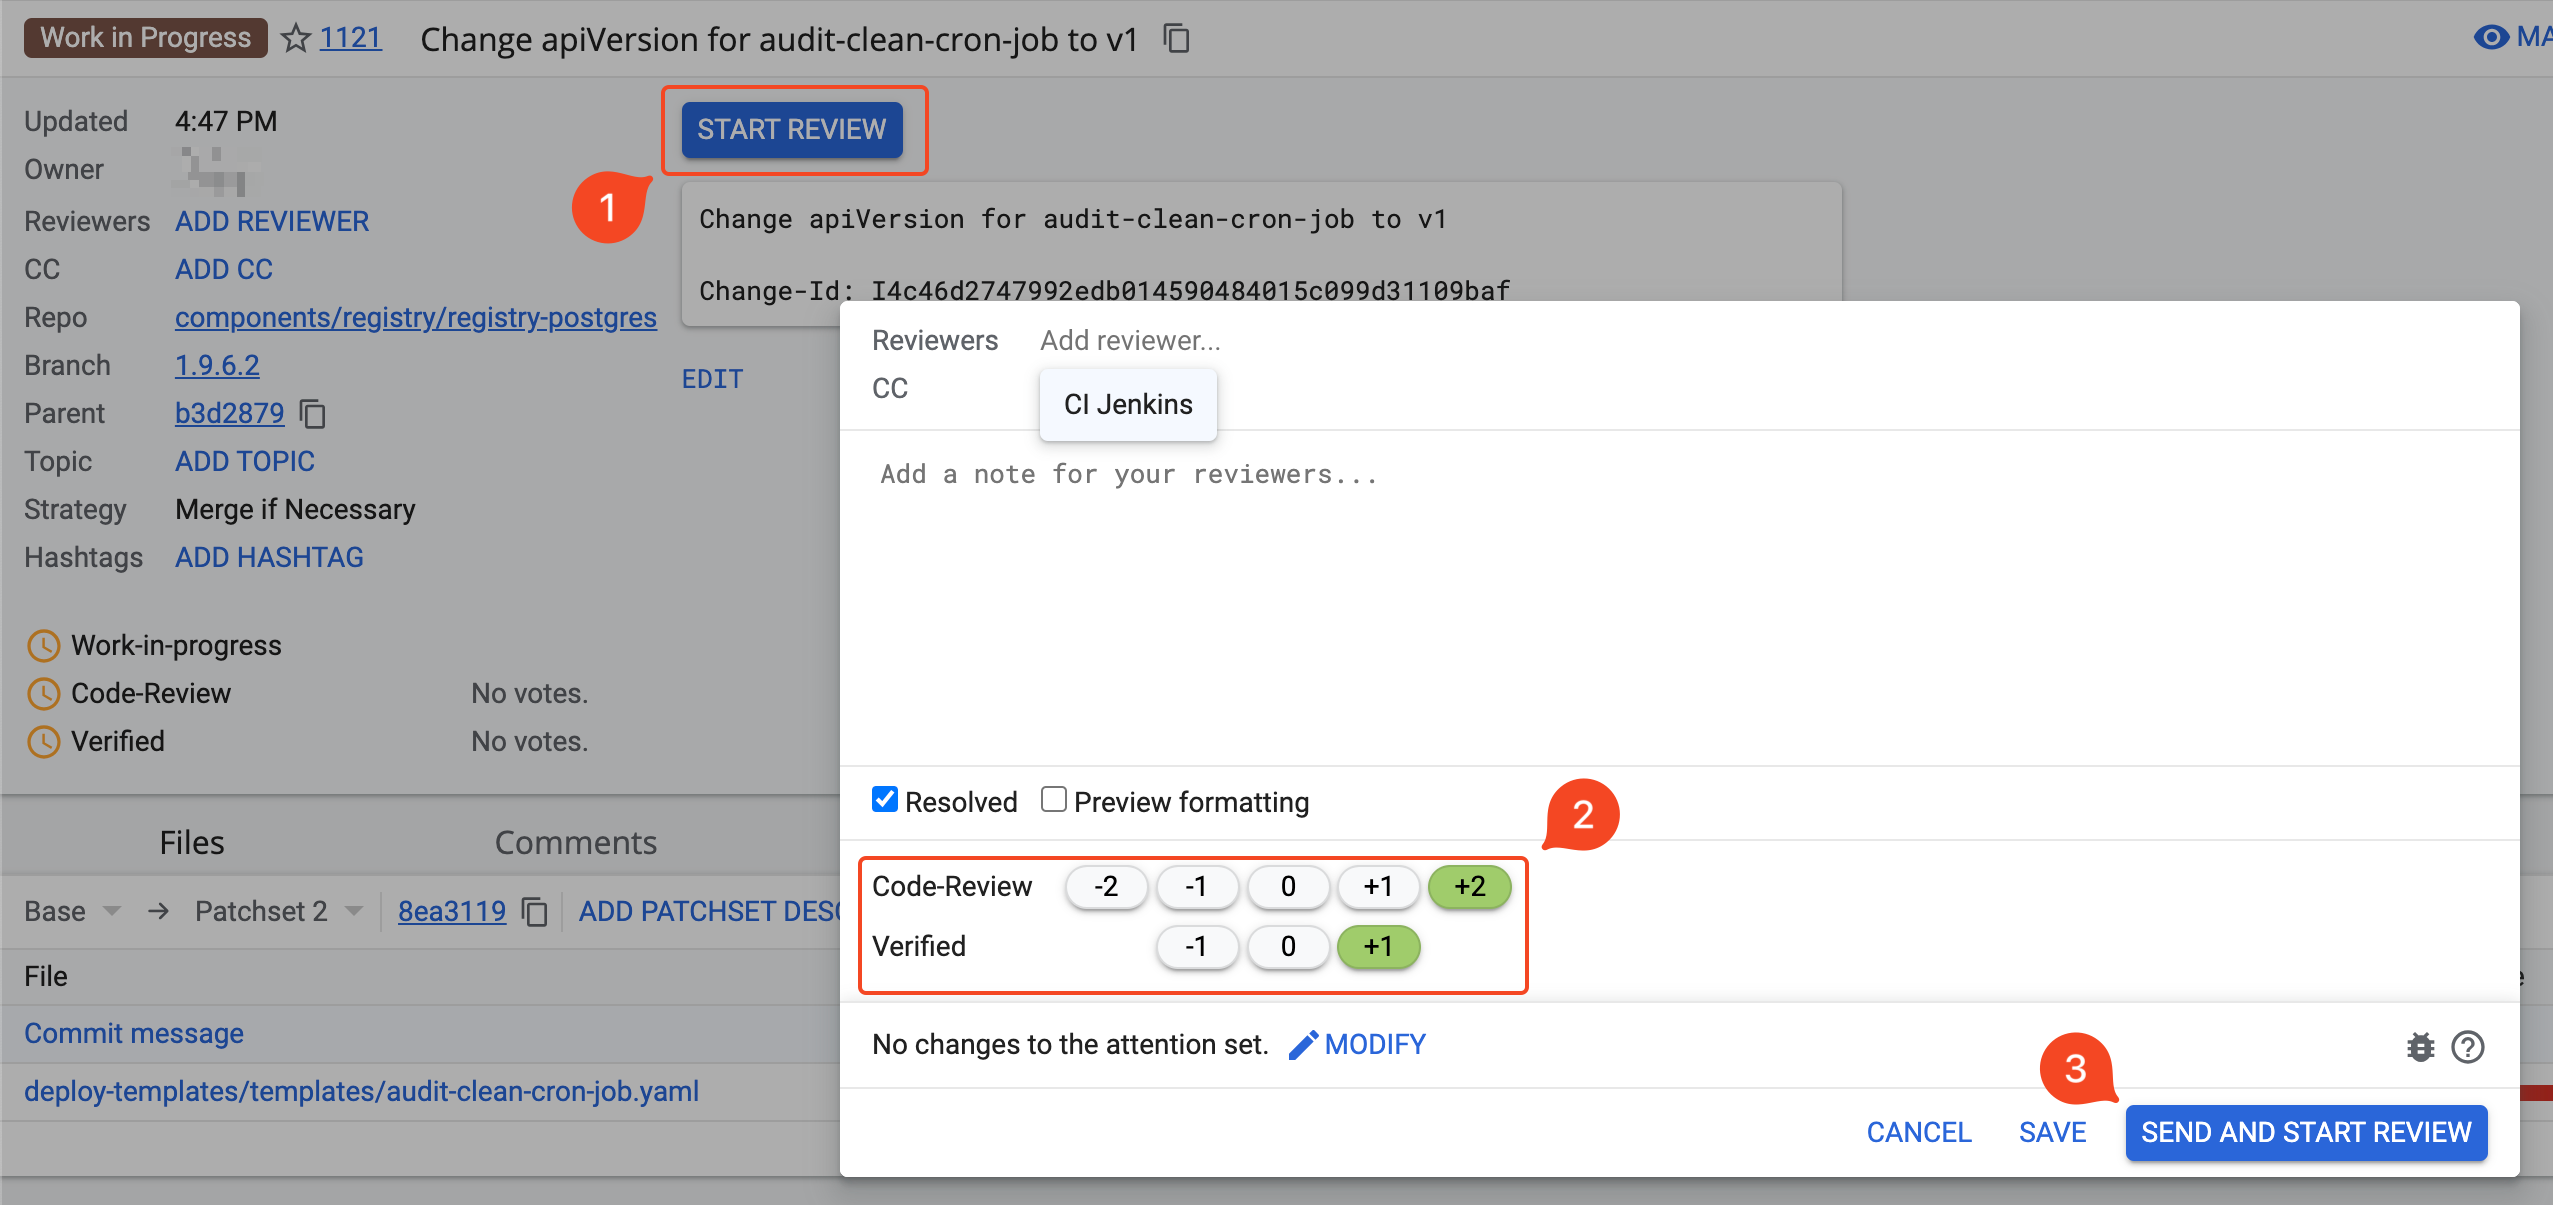 Work in Progress 1121 Change apiVersion for audit-clean-cron-job to v1
Updated 4:47 PM
Owner
Reviewers ADD REVIEWER
CC ADD CC
Repo components/registry/registry-postgres
Branch 1.9.6.2
Parent b3d2879
Topic ADD TOPIC
Strategy Merge if Necessary
Hashtags ADD HASHTAG
Work-in-progress
Code-Review No votes.
Verified No votes.
START REVIEW
1
Change apiVersion for audit-clean-cron-job to v1
Change-Id: I4c46d2747992edb014590484015c099d31109baf
EDIT
Files Comments
Base → Patchset 2 8ea3119 ADD PATCHSET
File
Commit message
deploy-templates/templates/audit-clean-cron-job.yaml
Reviewers Add reviewer...
CC
CI Jenkins
Add a note for your reviewers...
Resolved Preview formatting
2
Code-Review -2 -1 0 +1 +2
Verified -1 0 +1
No changes to the attention set. MODIFY
3
CANCEL SAVE SEND AND START REVIEW